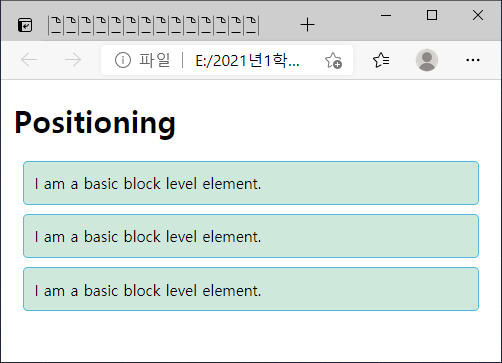 파일
E:/2021년1학...
Positioning
I am a basic block level element.
I am a basic block level element.
I am a basic block level element.